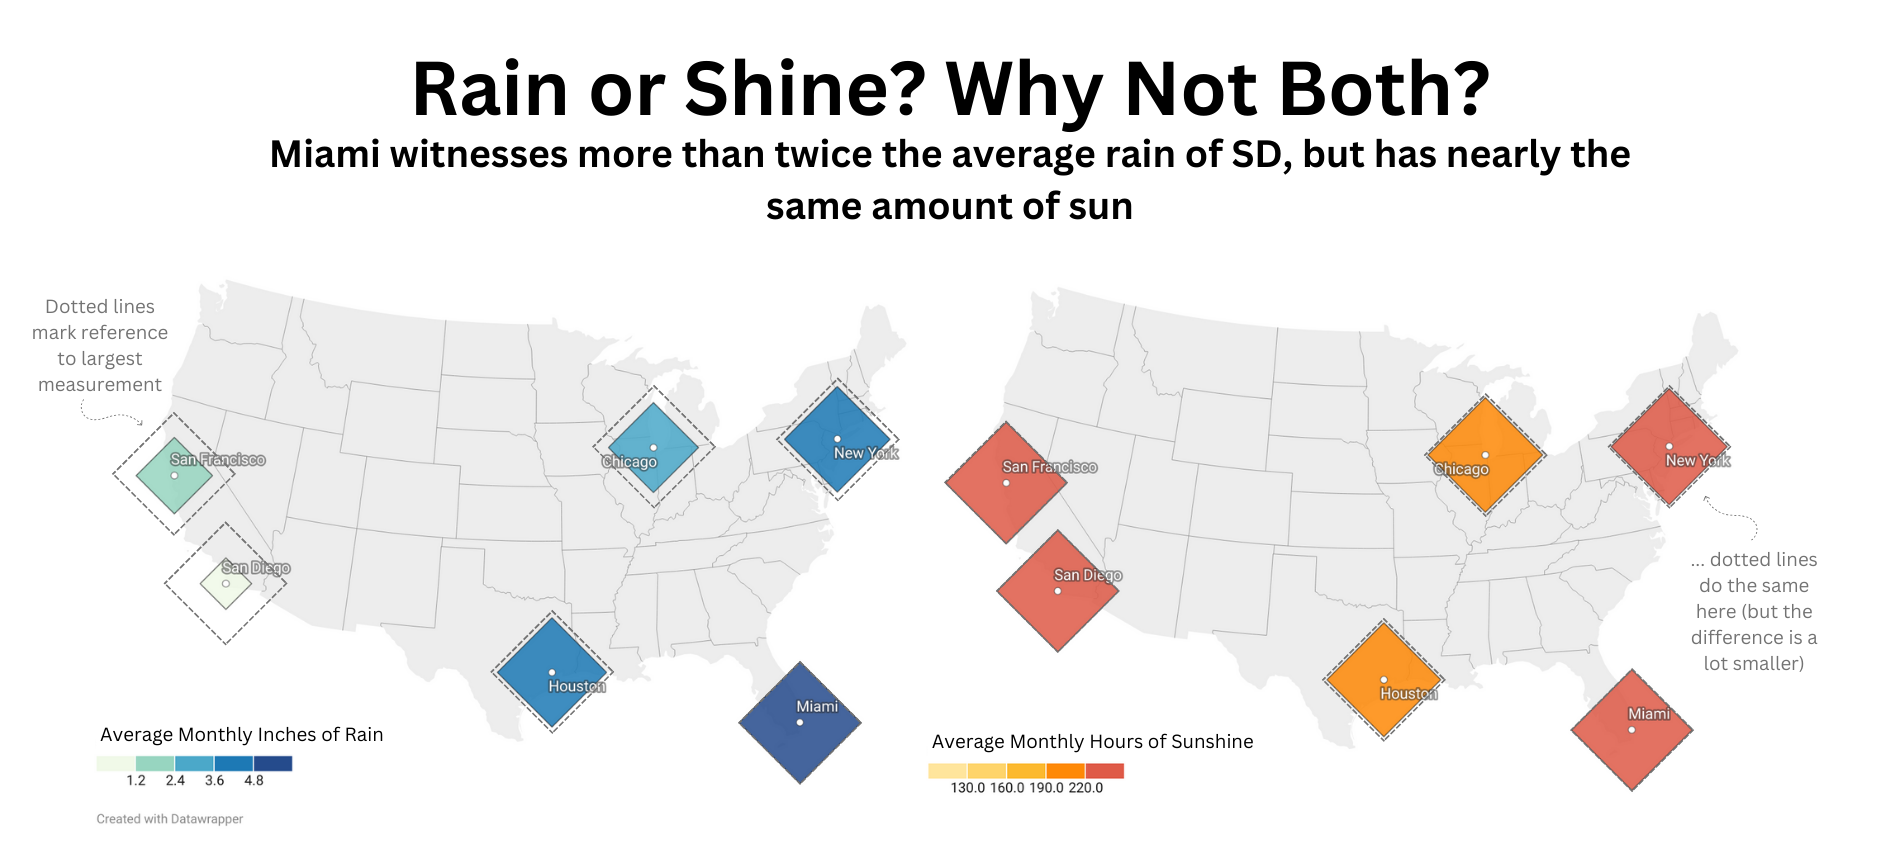 Rain or Shine? Why Not Both?
Miami witnesses more than twice the average rain of SD, but has nearly the
same amount of sun
Dotted lines
mark reference
to largest
measurement
San Francisco
San Diego
Chicago
New York
Houston
Miami
Average Monthly Inches of Rain
1.2 2.4 3.6 4.8
Created with Datawrapper
San Francisco
San Diego
Chicago
New York
Houston
Miami
... dotted lines
do the same
here (but the
difference is a
lot smaller)
Average Monthly Hours of Sunshine
130.0 160.0 190.0 220.0